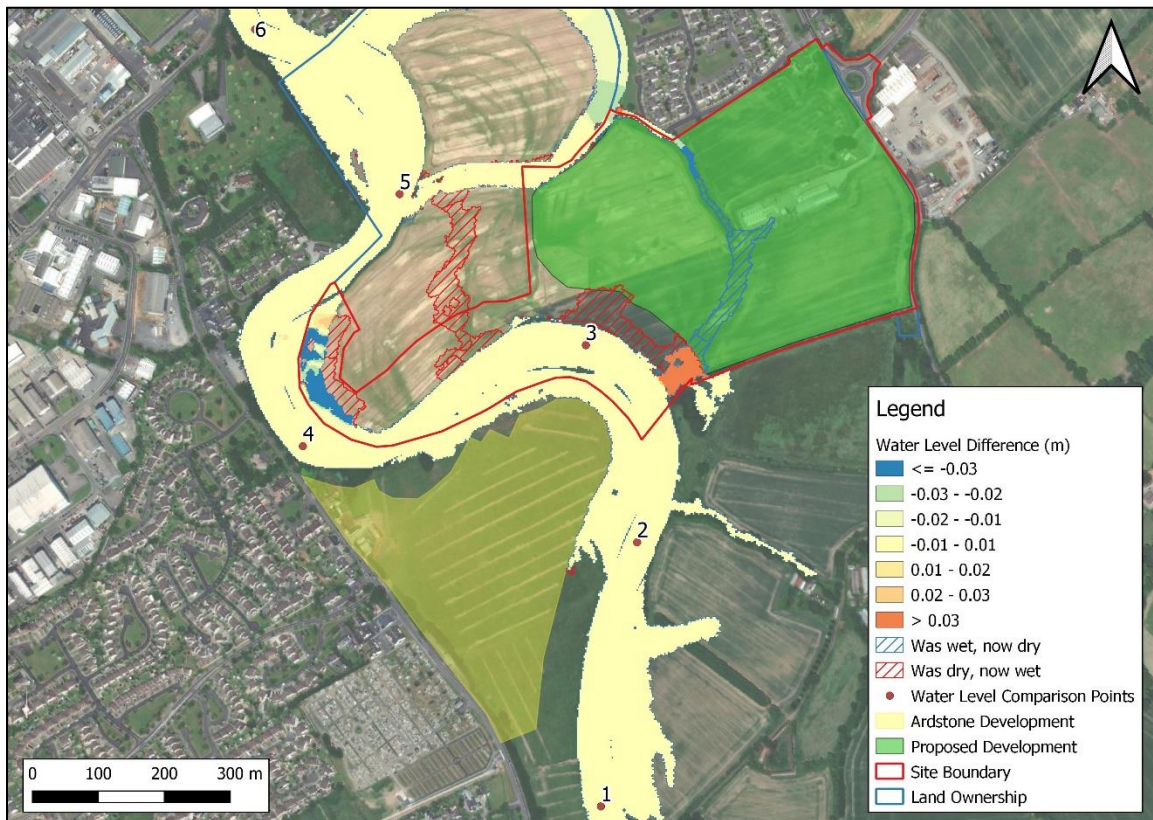 6
5
3
4
2
1
Legend
Water Level Difference (m)
<= -0.03
-0.03 - -0.02
-0.02 - -0.01
-0.01 - 0.01
0.01 - 0.02
0.02 - 0.03
> 0.03
Was wet, now dry
Was dry, now wet
Water Level Comparison Points
Ardstone Development
Proposed Development
Site Boundary
Land Ownership
0 100 200 300 m